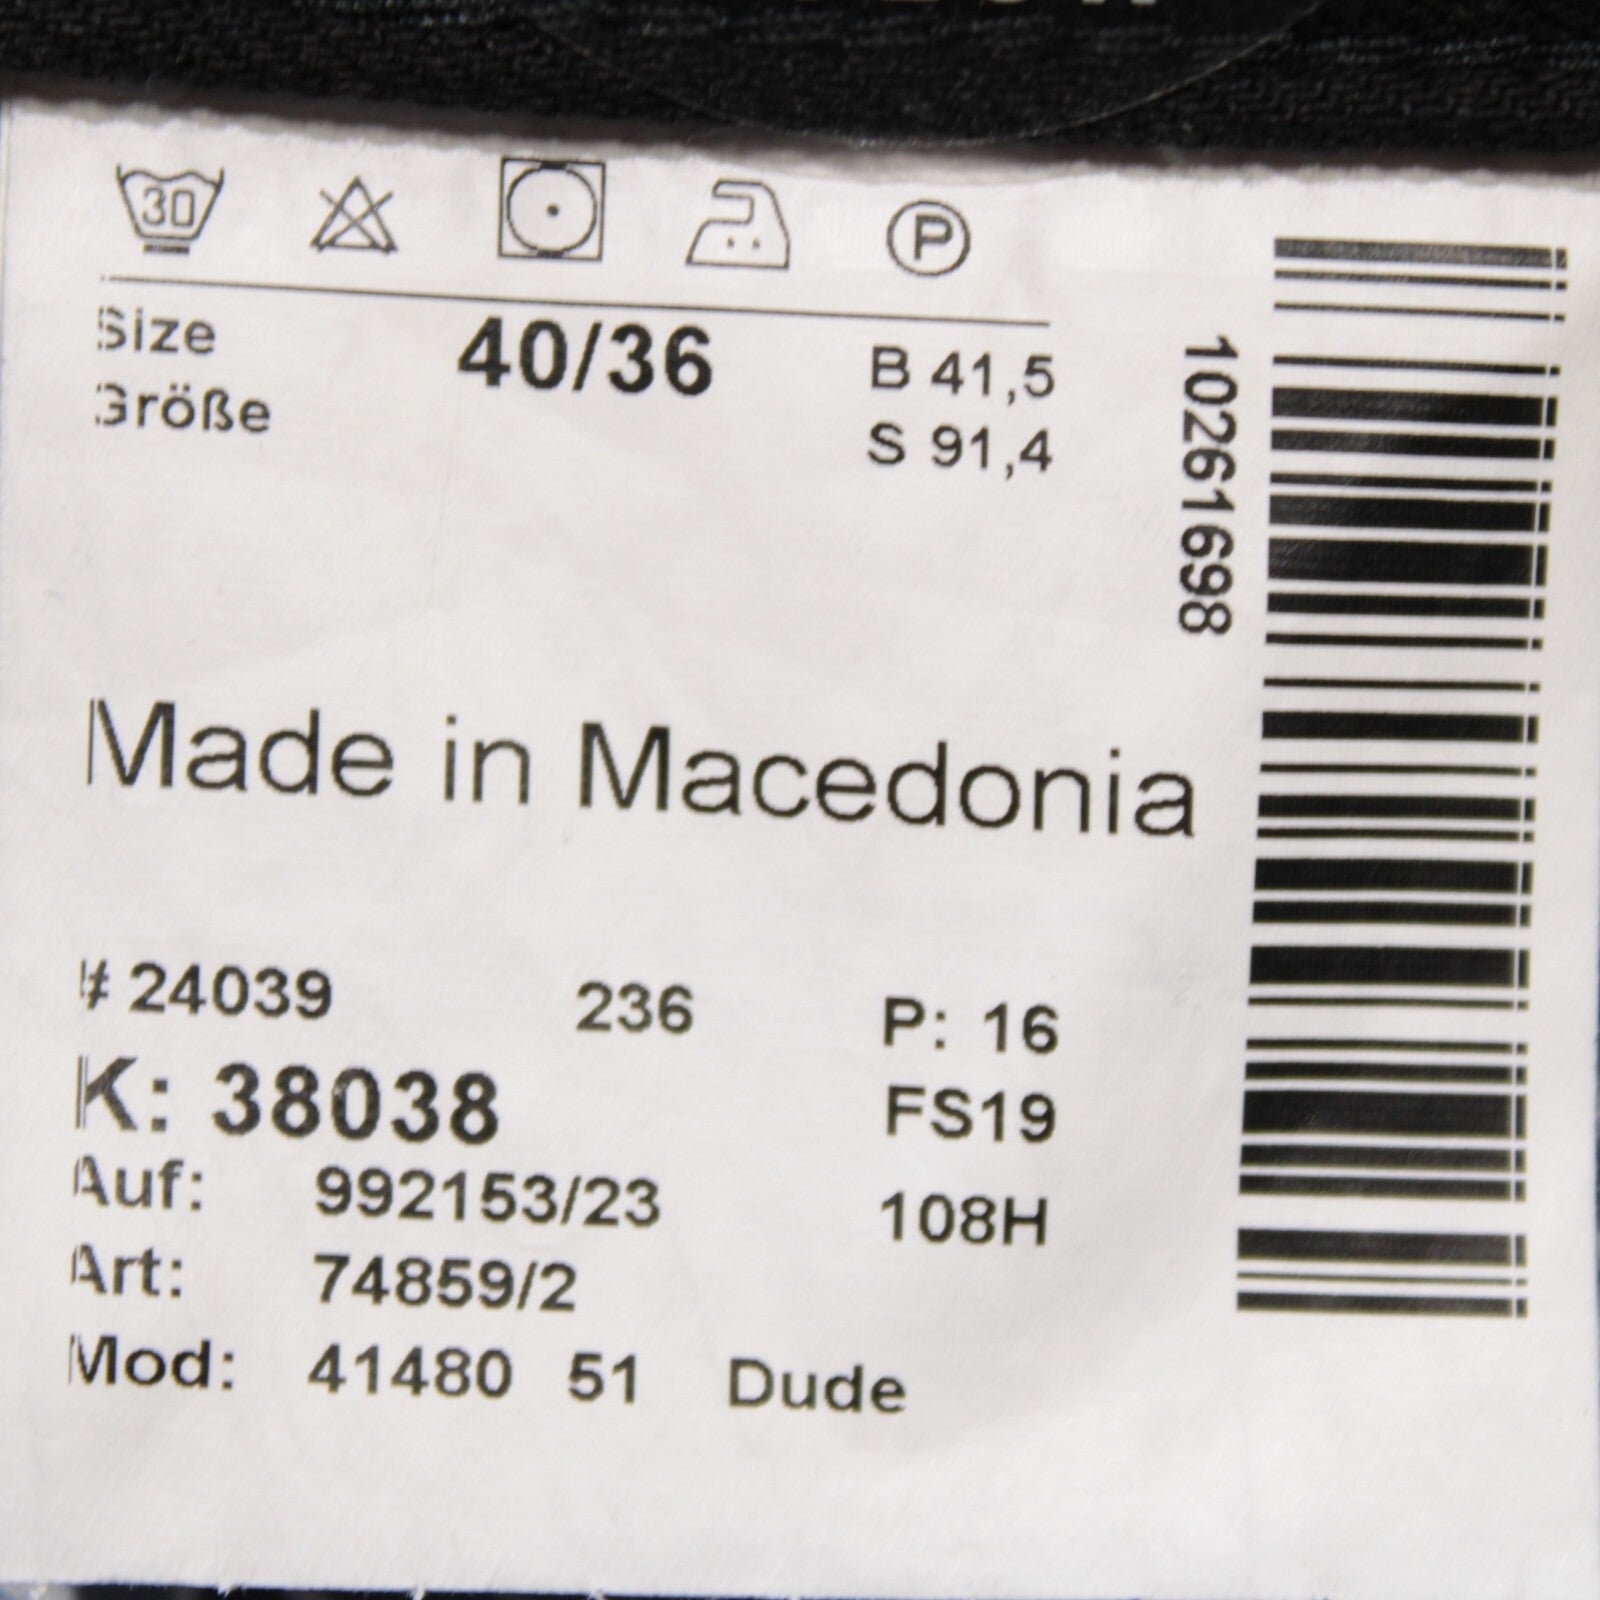 30
P
Size
Größe
40/36
B 41,5
S 91,4
10261698
Made in Macedonia
# 24039 236 P: 16
K: 38038 FS19
Auf: 992153/23 108H
Art: 74859/2
Mod: 41480 51 Dude